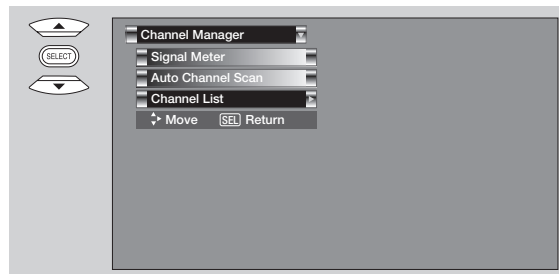 SELECT
Channel Manager
Signal Meter
Auto Channel Scan
Channel List
Move SEL Return